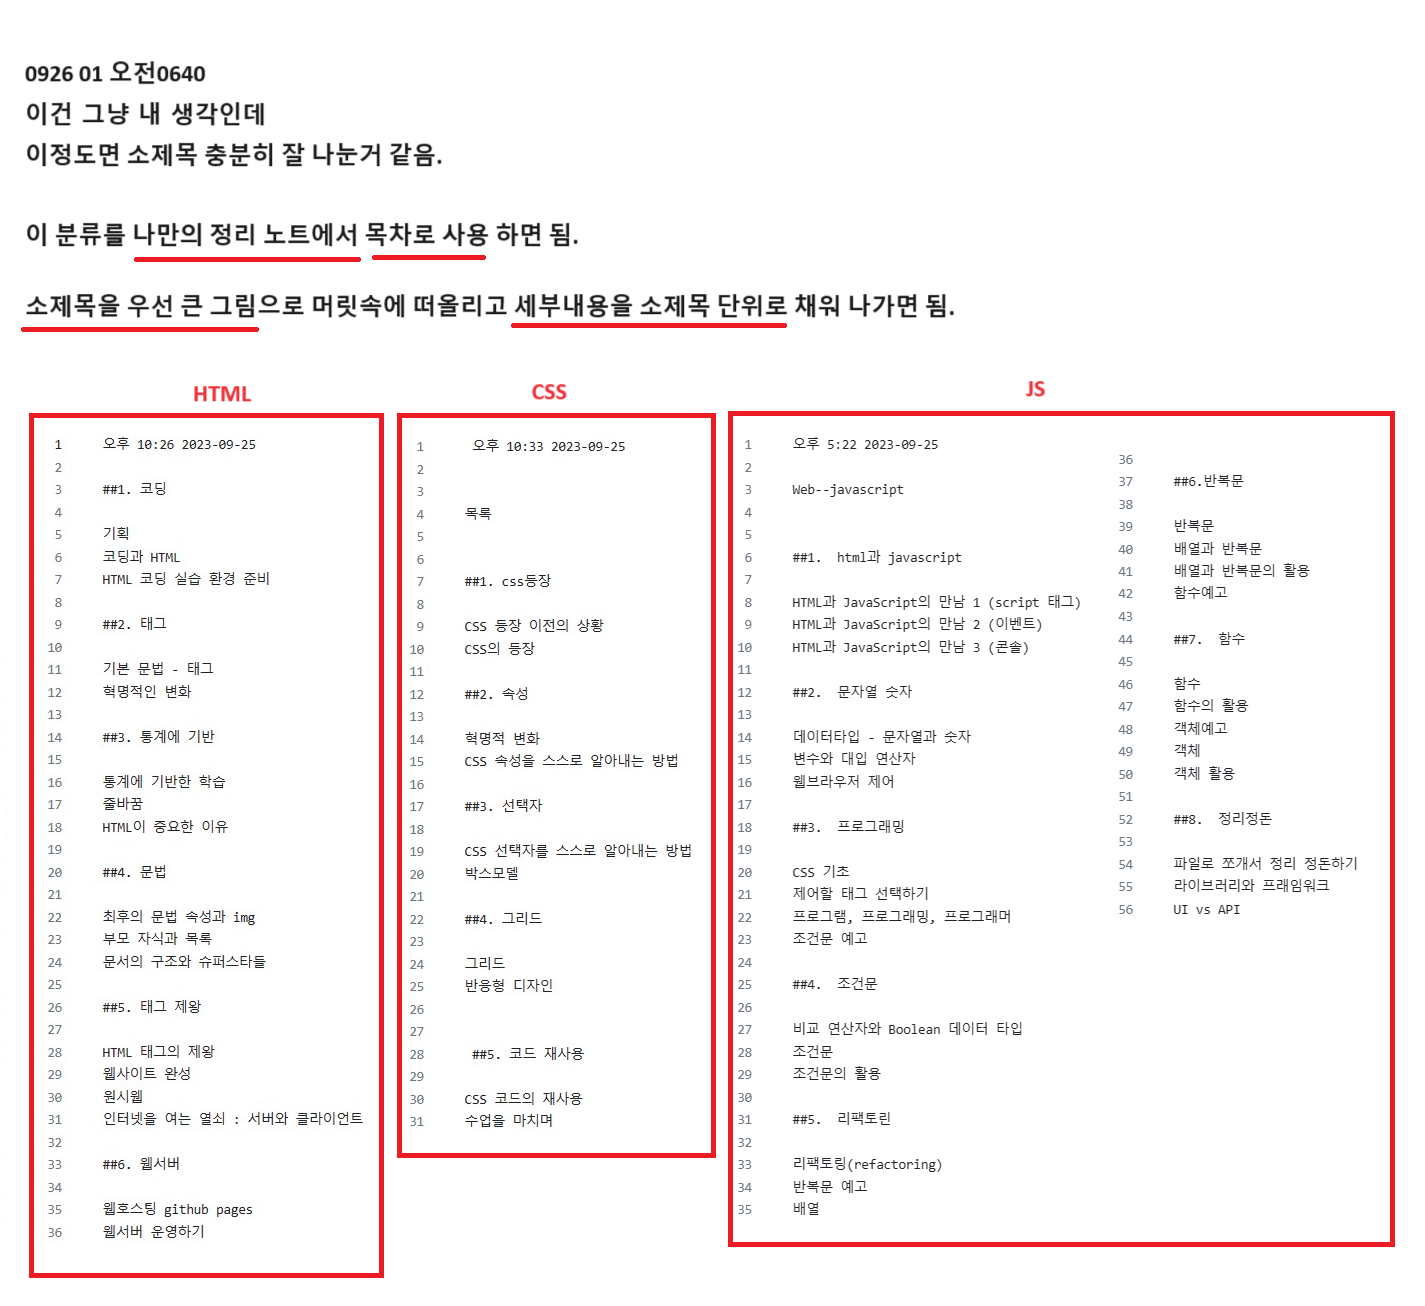 0926 01 오전0640
이건 그냥 내 생각인데
이정도면 소제목 충분히 잘 나눈거 같음.
이 분류를 나만의 정리 노트에서 목차로 사용 하면 됨.
소제목을 우선 큰 그림으로 머릿속에 떠올리고 세부내용을 소제목 단위로 채워 나가면 됨.
HTML
1 오후 10:26 2023-09-25
2
3 ##1. 코딩
4
5 기획
6 코딩과 HTML
7 HTML 코딩 실습 환경 준비
8
9 ##2. 태그
10
11 기본 문법 - 태그
12 혁명적인 변화
13
14 ##3. 통계에 기반
15
16 통계에 기반한 학습
17 줄바꿈
18 HTML이 중요한 이유
19
20 ##4. 문법
21
22 최후의 문법 속성과 img
23 부모 자식과 목록
24 문서의 구조와 슈퍼스타들
25
26 ##5. 태그 제왕
27
28 HTML 태그의 제왕
29 웹사이트 완성
30 원시웹
31 인터넷을 여는 열쇠 : 서버와 클라이언트
32
33 ##6. 웹서버
34
35 웹호스팅 github pages
36 웹서버 운영하기
CSS
1 오후 10:33 2023-09-25
2
3
4 목록
5
6
7 ##1. css등장
8
9 CSS 등장 이전의 상황
10 CSS의 등장
11
12 ##2. 속성
13
14 혁명적 변화
15 CSS 속성을 스스로 알아내는 방법
16
17 ##3. 선택자
18
19 CSS 선택자를 스스로 알아내는 방법
20 박스모델
21
22 ##4. 그리드
23
24 그리드
25 반응형 디자인
26
27
28 ##5. 코드 재사용
29
30 CSS 코드의 재사용
31 수업을 마치며
JS
1 오후 5:22 2023-09-25
2
3 Web--javascript
4
5
6 ##1. html과 javascript
7
8 HTML과 JavaScript의 만남 1 (script 태그)
9 HTML과 JavaScript의 만남 2 (이벤트)
10 HTML과 JavaScript의 만남 3 (콘솔)
11
12 ##2. 문자열 숫자
13
14 데이터타입 - 문자열과 숫자
15 변수와 대입 연산자
16 웹브라우저 제어
17
18 ##3. 프로그래밍
19
20 CSS 기초
21 제어할 태그 선택하기
22 프로그램, 프로그래밍, 프로그래머
23 조건문 예고
24
25 ##4. 조건문
26
27 비교 연산자와 Boolean 데이터 타입
28 조건문
29 조건문의 활용
30
31 ##5. 리팩토린
32
33 리팩토링(refactoring)
34 반복문 예고
35 배열
36
37 ##6.반복문
38
39 반복문
40 배열과 반복문
41 배열과 반복문의 활용
42 함수예고
43
44 ##7. 함수
45
46 함수
47 함수의 활용
48 객체예고
49 객체
50 객체 활용
51
52 ##8. 정리정돈
53
54 파일로 쪼개서 정리 정돈하기
55 라이브러리와 프래임워크
56 UI vs API